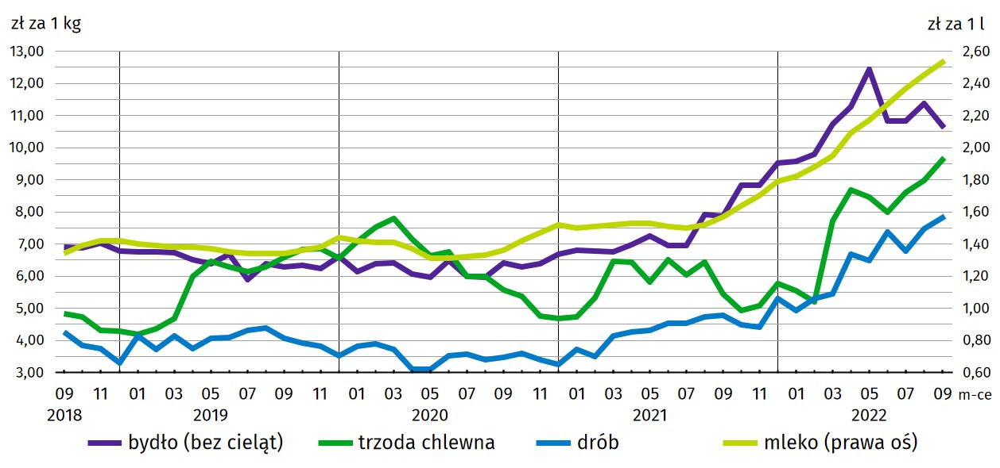 zł za 1 kg zł za 1 l
13,00 2,60
12,00 2,40
11,00 2,20
10,00 2,00
9,00 1,80
8,00 1,60
7,00 1,40
6,00 1,20
5,00 1,00
4,00 0,80
3,00 0,60
09 11 01 03 05 07 09 11 01 03 05 07 09 11 01 03 05 07 09 11 01 03 05 07 09 m-ce
2018 2019 2020 2021 2022
bydło (bez cieląt) trzoda chlewna drób mleko (prawa oś)